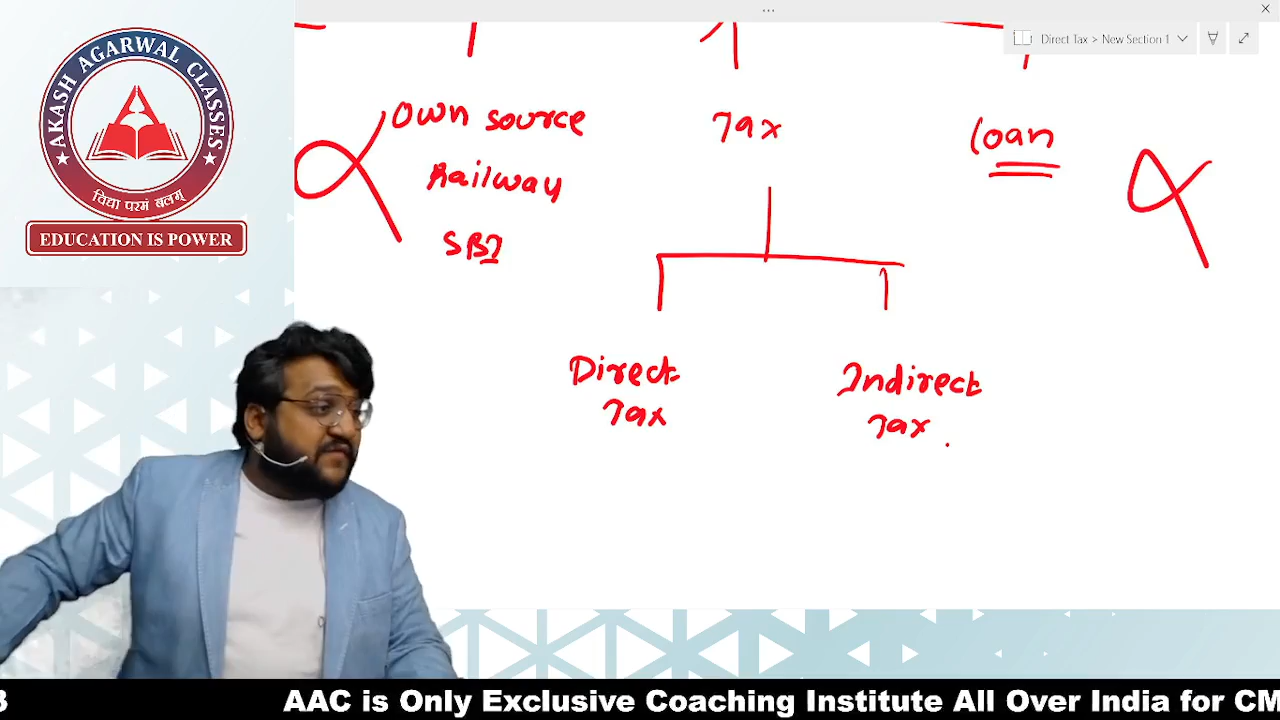 AKASH AGARWAL CLASSES
विद्या परमं बलम्
EDUCATION IS POWER
Direct Tax > New Section 1
Own source
Railway
SBI
Tax
loan
Direct
Tax
Indirect
Tax
3
AAC is Only Exclusive Coaching Institute All Over India for CM